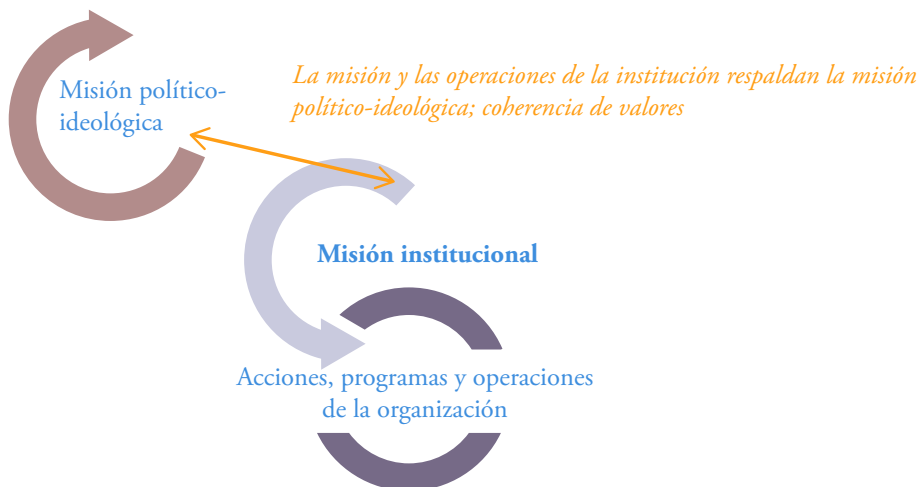 Misión político-
ideológica
La misión y las operaciones de la institución respaldan la misión
político-ideológica; coherencia de valores
Misión institucional
Acciones, programas y operaciones
de la organización